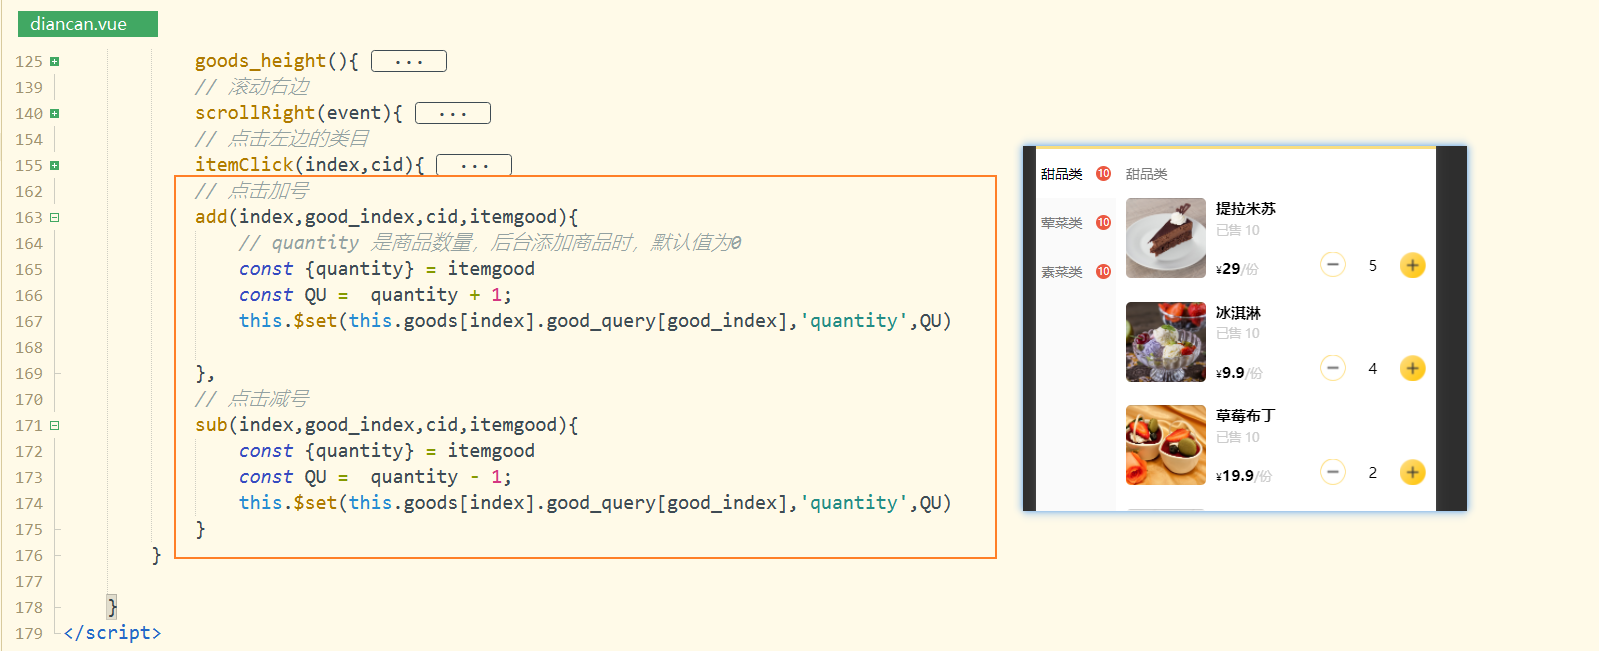 diancan.vue
125 goods_height(){ ...
139 // 滚动右边
140 scrollRight(event){ ...
154 // 点击左边的类目
155 itemClick(index,cid){ ...
162 // 点击加号
163 add(index,good_index,cid,itemgood){
164 // quantity 是商品数量，后台添加商品时，默认值为0
165 const {quantity} = itemgood
166 const QU =  quantity + 1;
167 this.$set(this.goods[index].good_query[good_index],'quantity',QU)
168
169 },
170 // 点击减号
171 sub(index,good_index,cid,itemgood){
172 const {quantity} = itemgood
173 const QU =  quantity - 1;
174 this.$set(this.goods[index].good_query[good_index],'quantity',QU)
175 }
176 }
177
178 }
179 </script>
甜品类 10
荤菜类 10
素菜类 10
甜品类
提拉米苏
已售 10
¥29/份 − 5 +
冰淇淋
已售 10
¥9.9/份 − 4 +
草莓布丁
已售 10
¥19.9/份 − 2 +